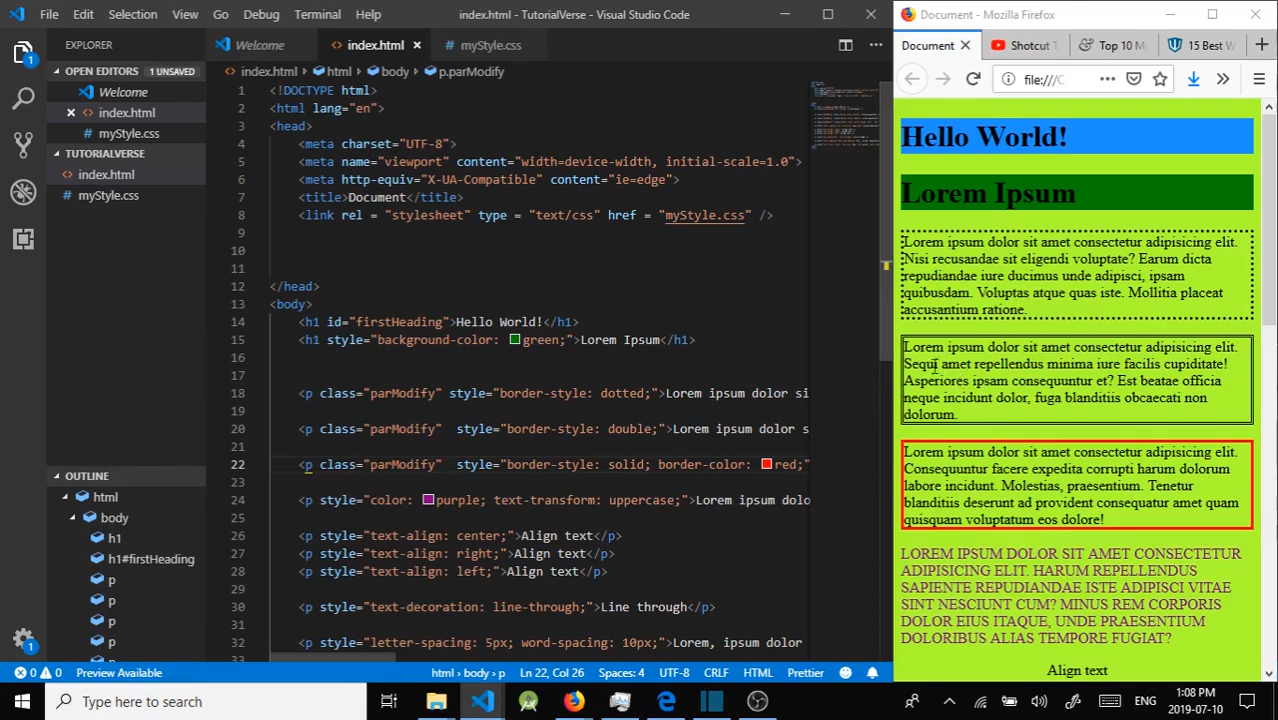 File Edit Selection View Go Debug Terminal Help
index.html - TutorialVerse - Visual Studio Code
EXPLORER
OPEN EDITORS 1 UNSAVED
Welcome
index.html
myStyle.css
TUTORIALVERSE
index.html
myStyle.css
OUTLINE
html
body
h1
h1#firstHeading
p
p
p
p
Welcome index.html myStyle.css
index.html html body p.parModify
1 <!DOCTYPE html>
2 <html lang="en">
3 <head>
4 <meta charset="UTF-8">
5 <meta name="viewport" content="width=device-width, initial-scale=1.0">
6 <meta http-equiv="X-UA-Compatible" content="ie=edge">
7 <title>Document</title>
8 <link rel = "stylesheet" type = "text/css" href = "myStyle.css" />
9
10
11
12 </head>
13 <body>
14 <h1 id="firstHeading">Hello World!</h1>
15 <h1 style="background-color: green;">Lorem Ipsum</h1>
16
17
18 <p class="parModify" style="border-style: dotted;">Lorem ipsum dolor si
19
20 <p class="parModify"  style="border-style: double;">Lorem ipsum dolor s
21
22 <p class="parModify"  style="border-style: solid; border-color: red;"
23
24 <p style="color: purple; text-transform: uppercase;">Lorem ipsum dolo
25
26 <p style="text-align: center;">Align text</p>
27 <p style="text-align: right;">Align text</p>
28 <p style="text-align: left;">Align text</p>
29
30 <p style="text-decoration: line-through;">Line through</p>
31
32 <p style="letter-spacing: 5px; word-spacing: 10px;">Lorem, ipsum dolor
33
1
1
0 0 Preview Available html › body › p Ln 22, Col 26 Spaces: 4 UTF-8 CRLF HTML Prettier 1
Document - Mozilla Firefox
Document Shotcut T Top 10 M 15 Best W
file:///C
Hello World!
Lorem Ipsum
Lorem ipsum dolor sit amet consectetur adipisicing elit.
Nisi recusandae sit eligendi voluptate? Earum dicta
repudiandae iure ducimus unde adipisci, ipsam
quibusdam. Voluptas atque quas iste. Mollitia placeat
accusantium ratione.
Lorem ipsum dolor sit amet consectetur adipisicing elit.
Sequi amet repellendus minima iure facilis cupiditate!
Asperiores ipsam consequuntur et? Est beatae officia
neque incidunt dolor, fuga blanditiis obcaecati non
dolorum.
Lorem ipsum dolor sit amet consectetur adipisicing elit.
Consequuntur facere expedita corrupti harum dolorum
labore incidunt. Molestias, praesentium. Tenetur
blanditiis deserunt ad provident consequatur amet quam
quisquam voluptatum eos dolore!
LOREM IPSUM DOLOR SIT AMET CONSECTETUR
ADIPISICING ELIT. HARUM REPELLENDUS
SAPIENTE REPUDIANDAE ISTE ADIPISCI VITAE
SINT NESCIUNT CUM? MINUS REM CORPORIS
DOLOR EIUS ITAQUE, UNDE PRAESENTIUM
DOLORIBUS ALIAS TEMPORE FUGIAT?
Align text
Type here to search
ENG
1:08 PM
2019-07-10